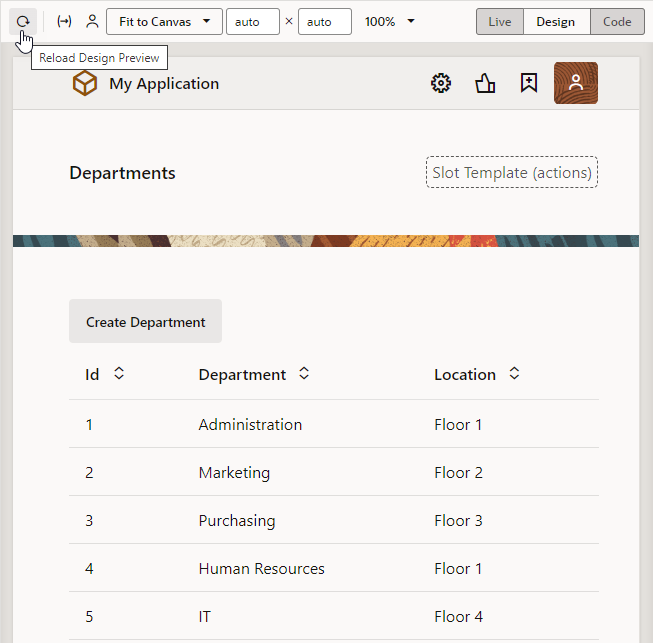 Fit to Canvas auto × auto 100% Live Design Code
Reload Design Preview
My Application
Departments Slot Template (actions)
Create Department
Id Department Location
1 Administration Floor 1
2 Marketing Floor 2
3 Purchasing Floor 3
4 Human Resources Floor 1
5 IT Floor 4